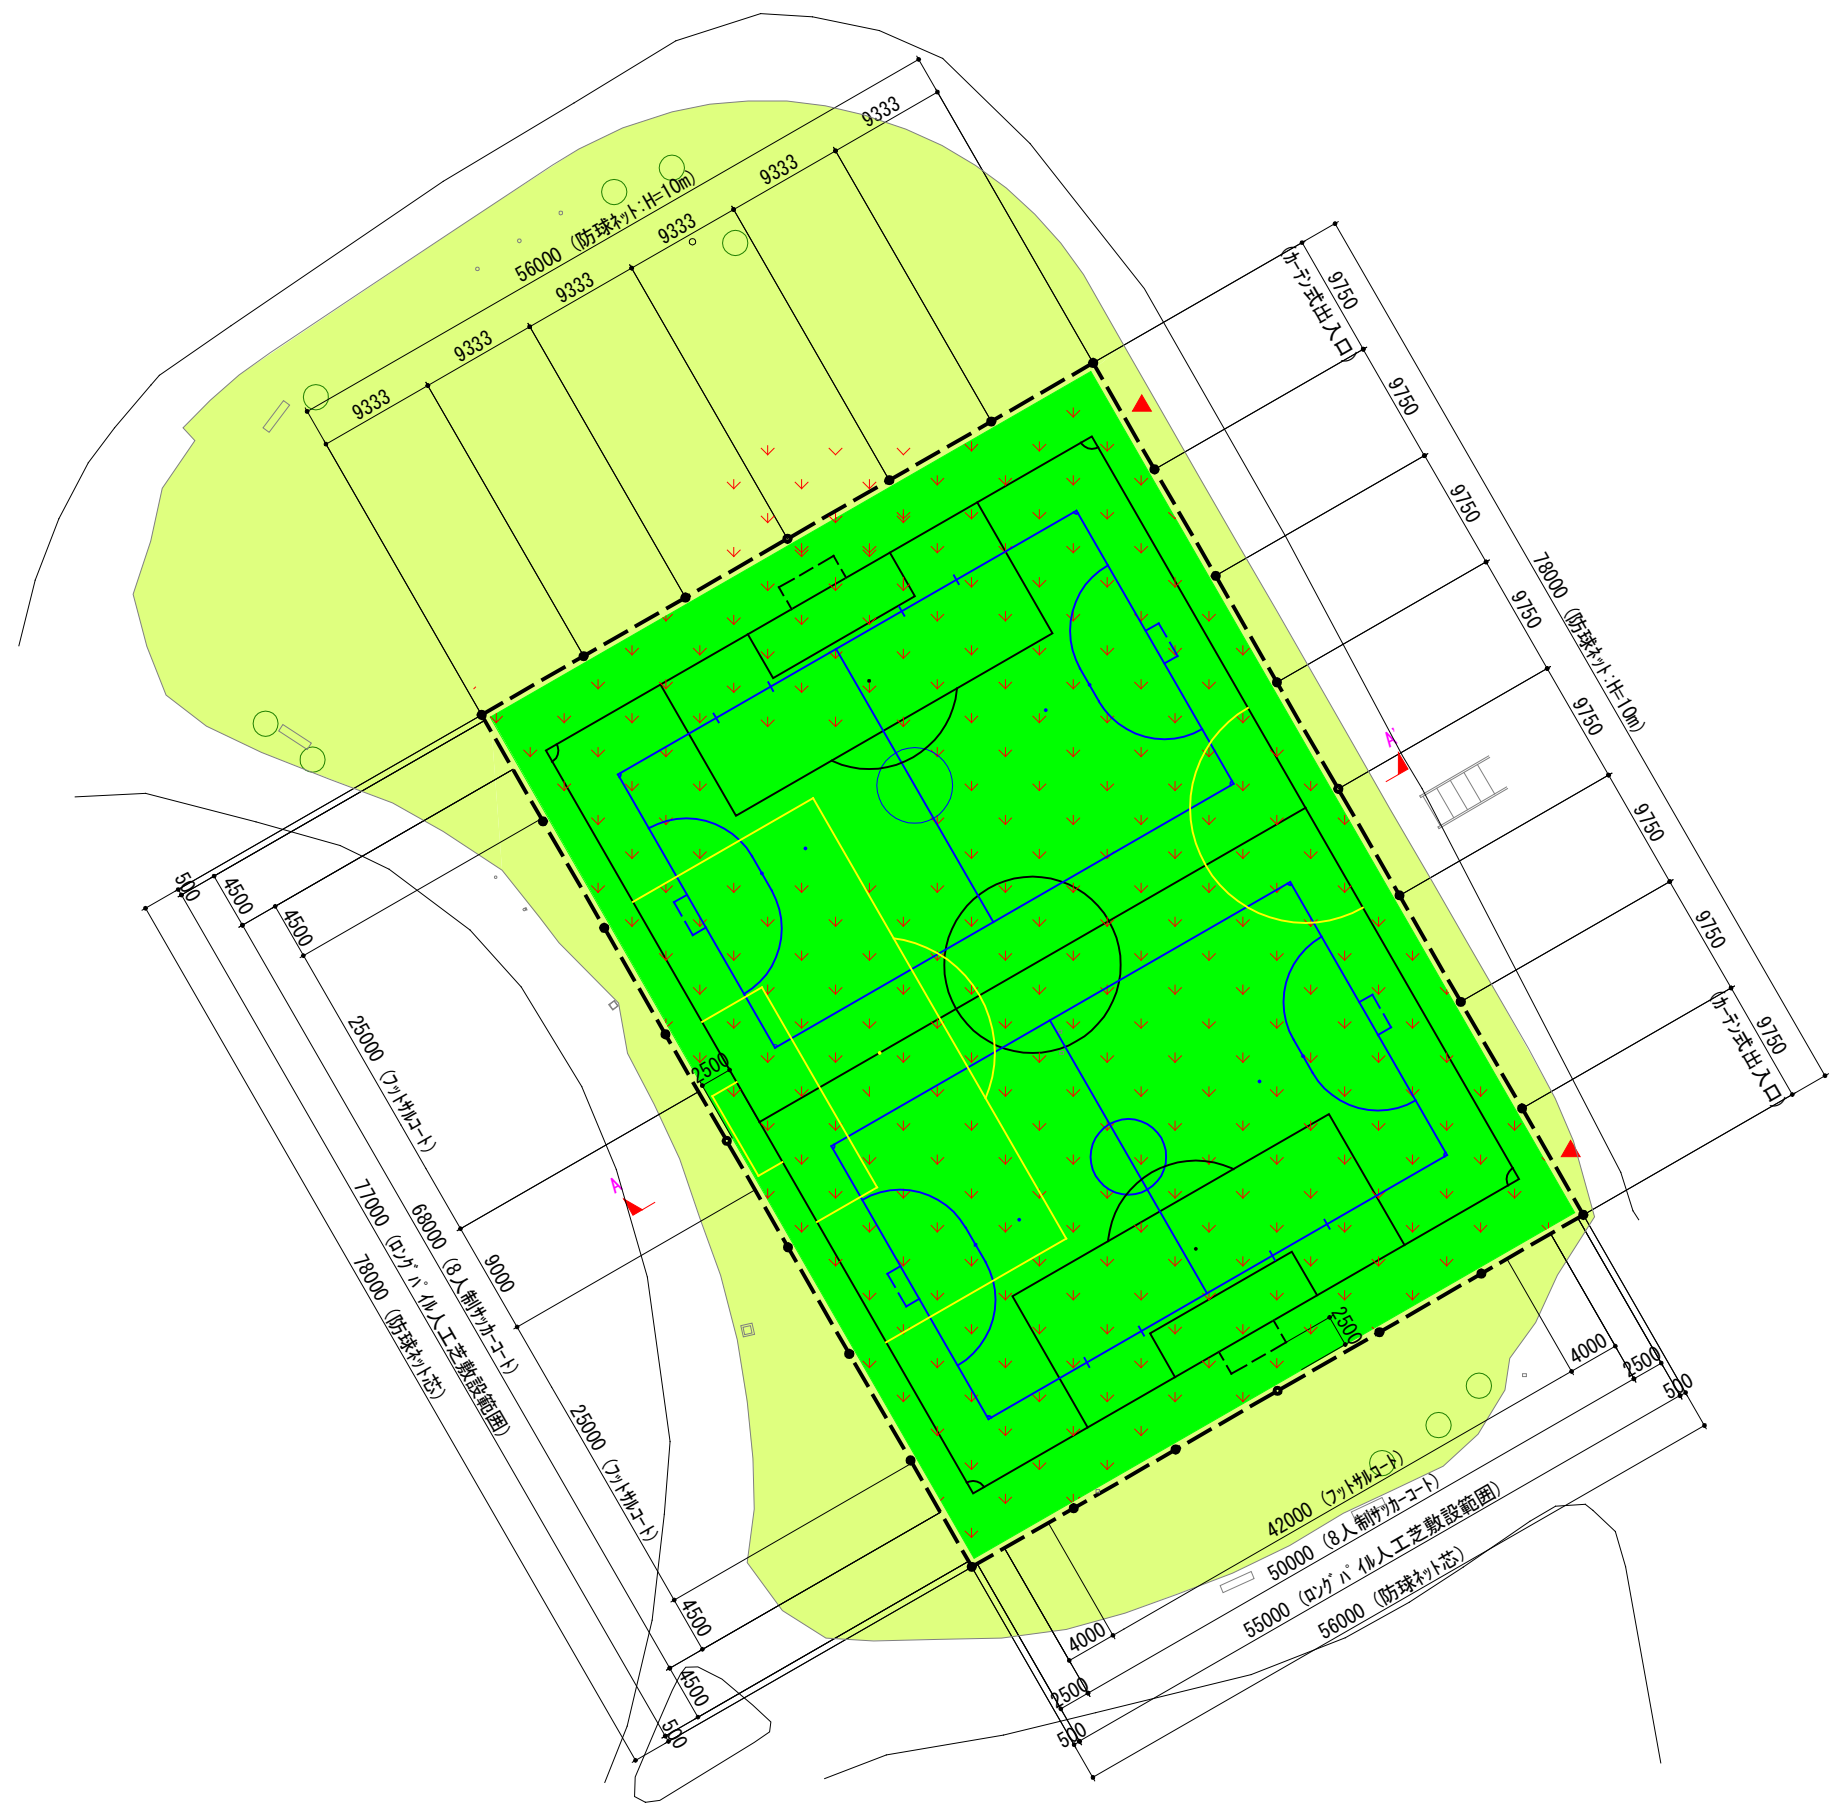 56000 (防球ネット:H=10m)
9333
9333
9333
9333
9333
9333
78000 (防球ネット:H=10m)
9750
(カーテン式出入口)
9750
9750
9750
9750
9750
9750
9750
(カーテン式出入口)
A'
A
500
4500
4500
25000 (フットサルコート)
9000
25000 (フットサルコート)
4500
4500
500
68000 (8人制サッカーコート)
77000 (ロングパイル人工芝敷設範囲)
78000 (防球ネット芯)
2500
2500
4000
2500
500
42000 (フットサルコート)
50000 (8人制サッカーコート)
55000 (ロングパイル人工芝敷設範囲)
56000 (防球ネット芯)
4000
2500
500